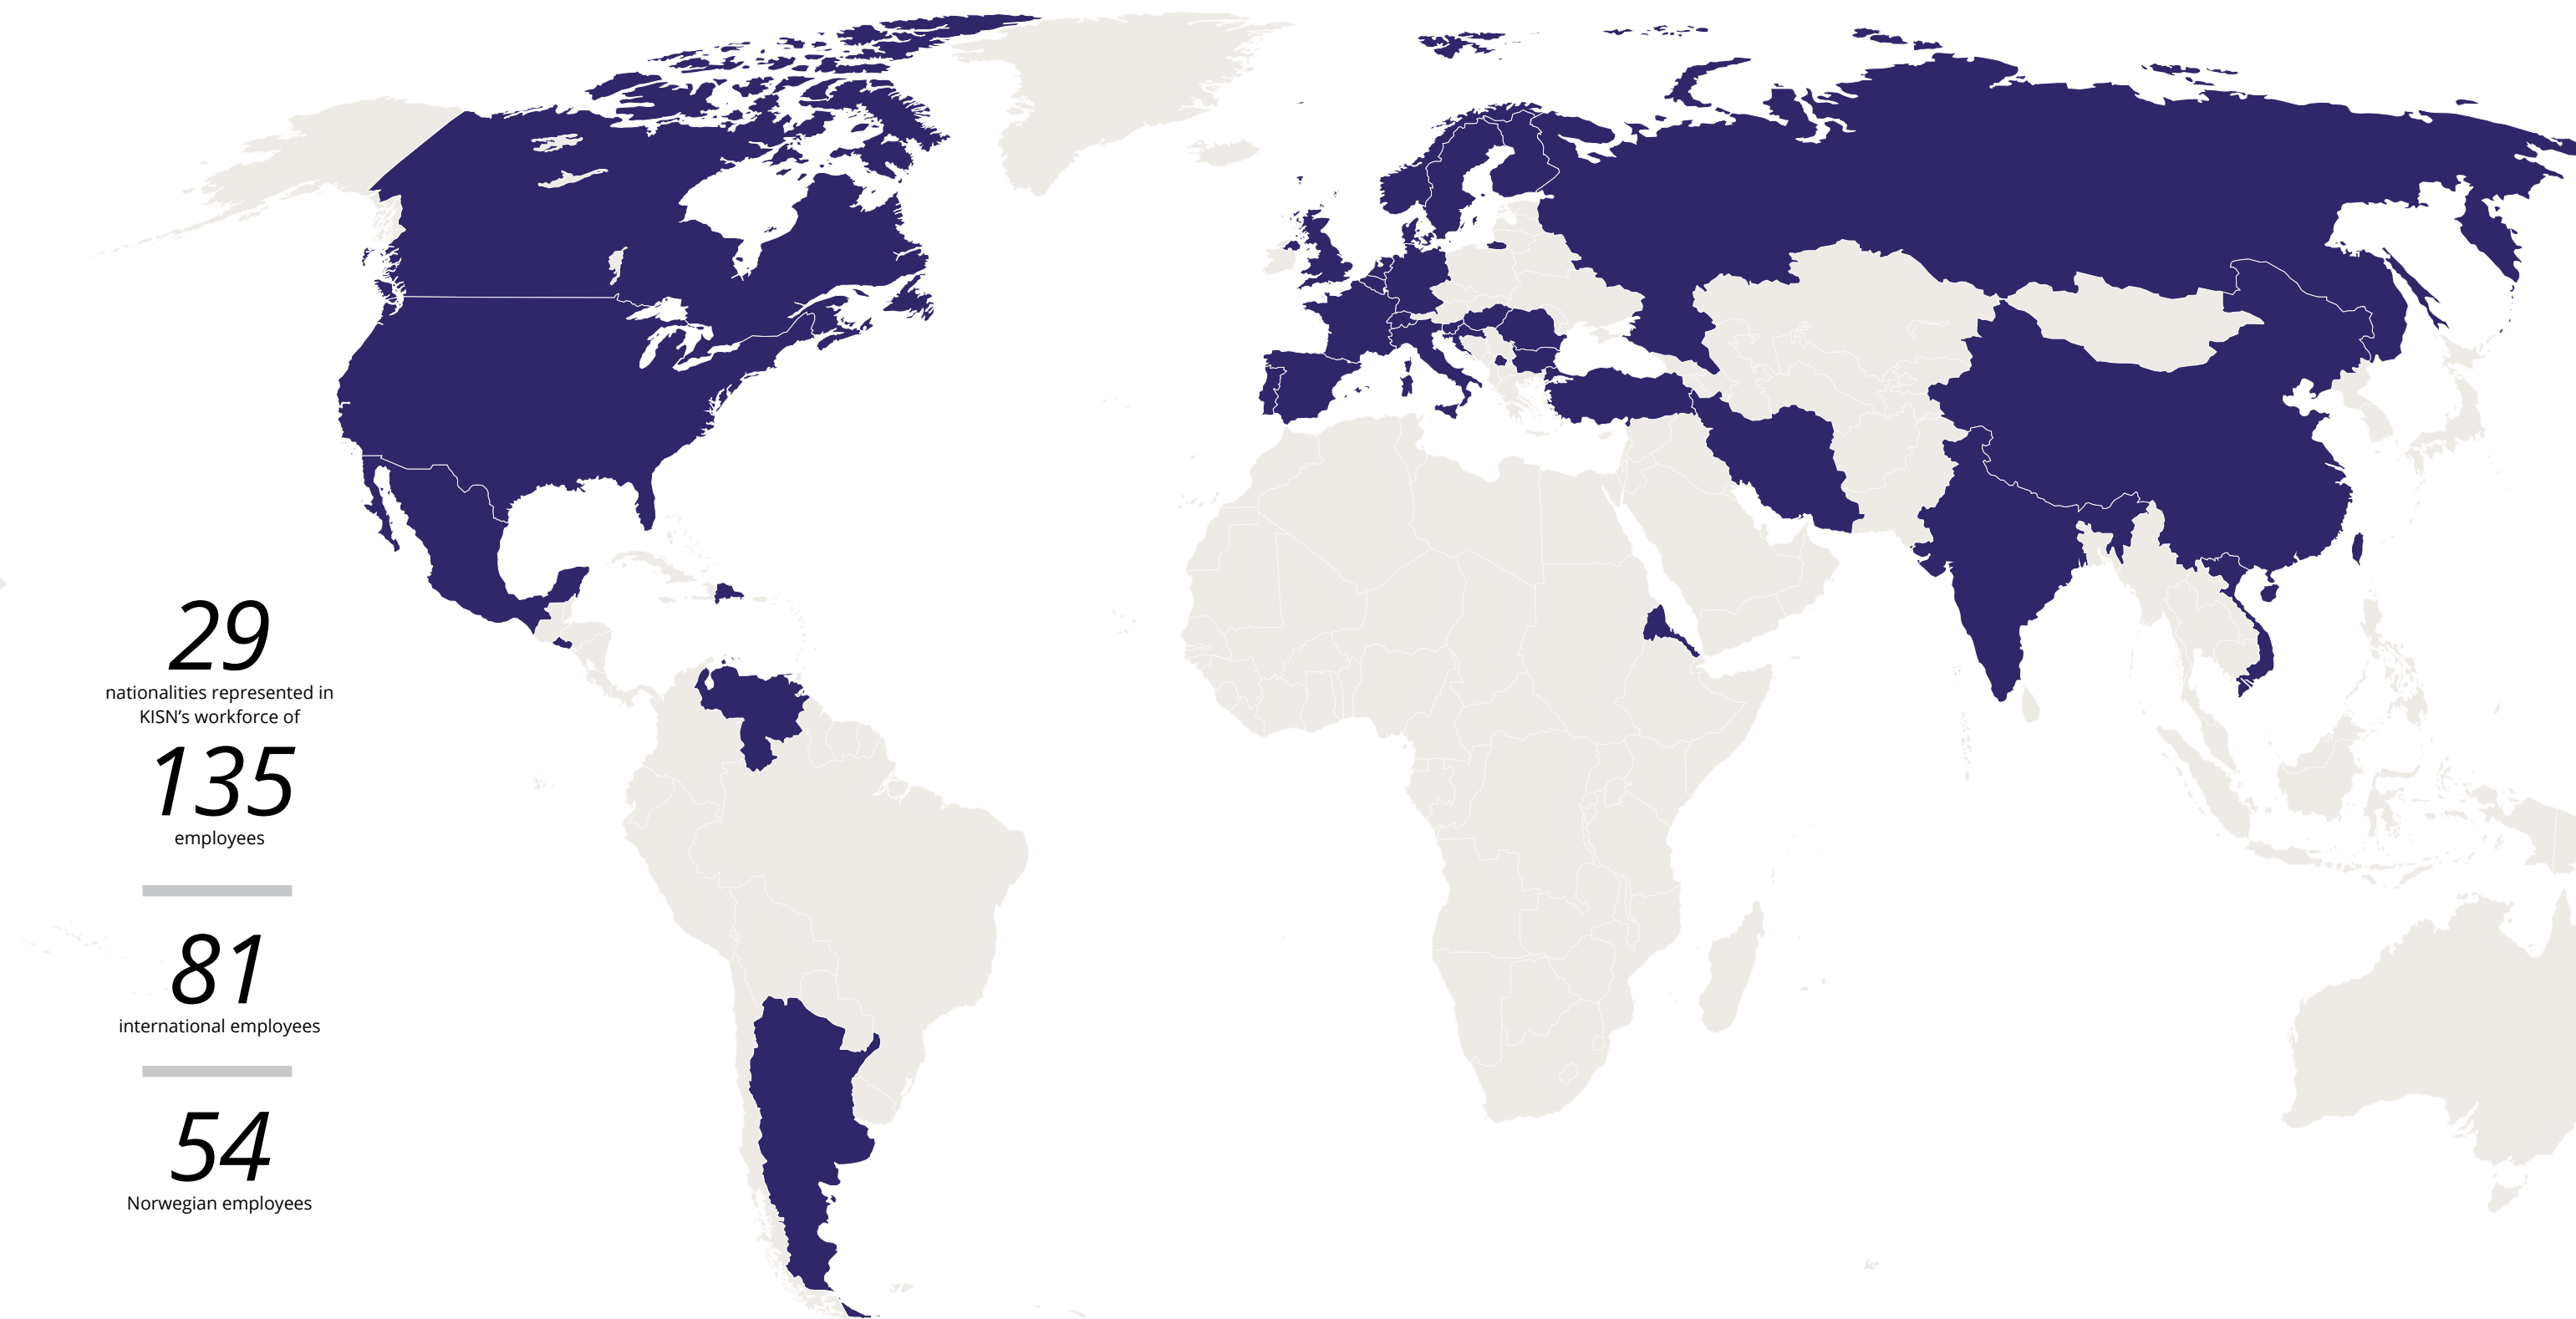 29
nationalities represented in
KISN’s workforce of
135
employees
81
international employees
54
Norwegian employees